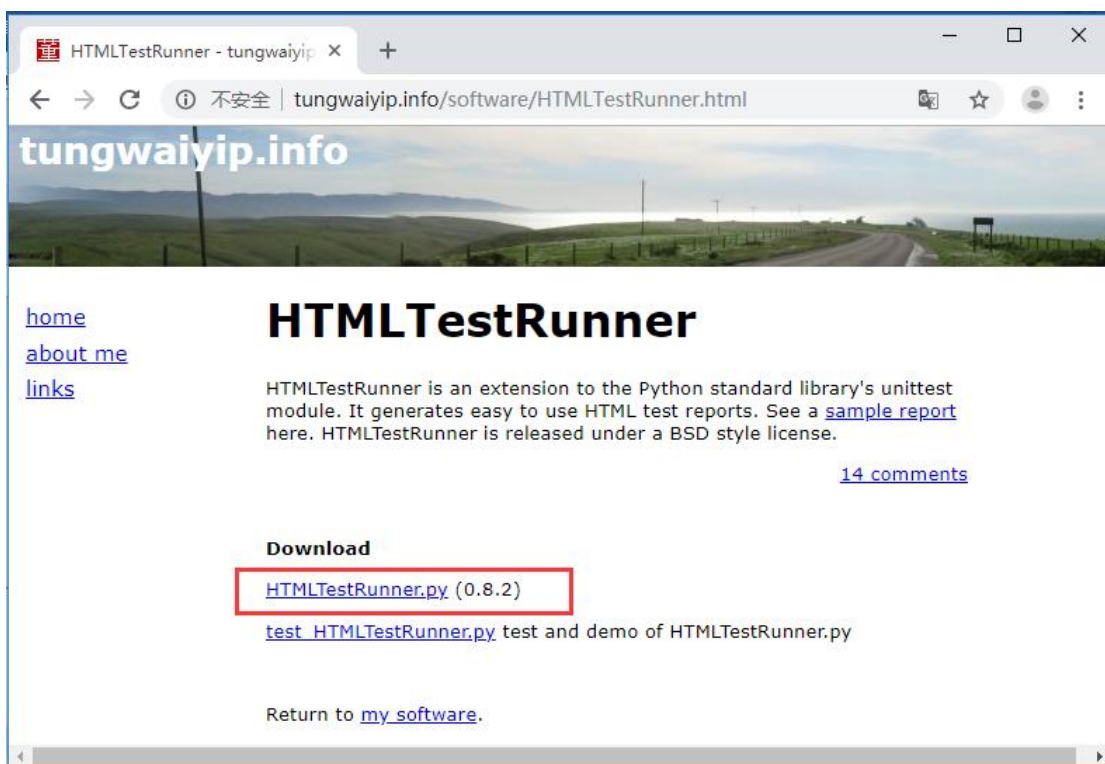 董 HTMLTestRunner - tungwaiyip
不安全 | tungwaiyip.info/software/HTMLTestRunner.html
tungwaiyip.info
home
about me
links
HTMLTestRunner
HTMLTestRunner is an extension to the Python standard library's unittest
module. It generates easy to use HTML test reports. See a sample report
here. HTMLTestRunner is released under a BSD style license.
14 comments
Download
HTMLTestRunner.py (0.8.2)
test_HTMLTestRunner.py test and demo of HTMLTestRunner.py
Return to my software.